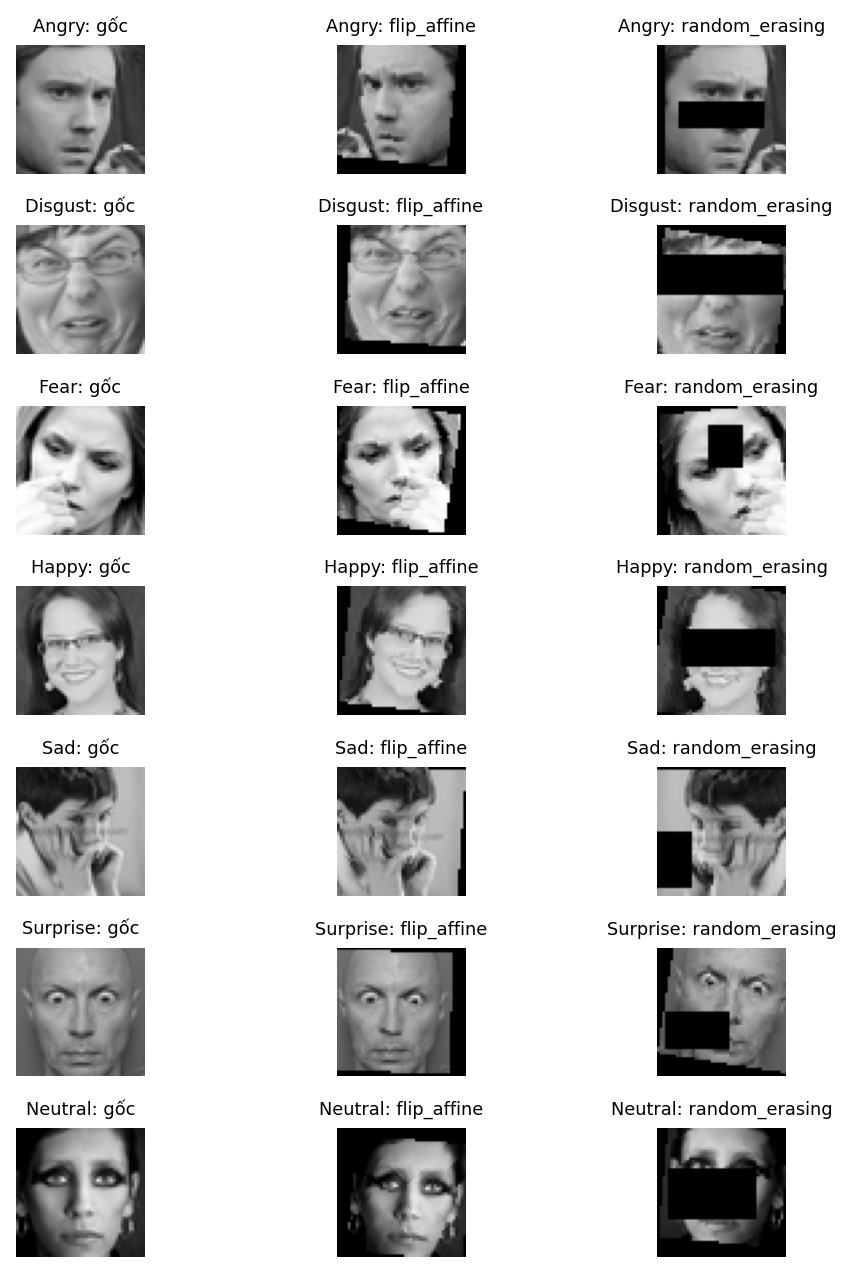 Angry: gốc
Angry: flip_affine
Angry: random_erasing
Disgust: gốc
Disgust: flip_affine
Disgust: random_erasing
Fear: gốc
Fear: flip_affine
Fear: random_erasing
Happy: gốc
Happy: flip_affine
Happy: random_erasing
Sad: gốc
Sad: flip_affine
Sad: random_erasing
Surprise: gốc
Surprise: flip_affine
Surprise: random_erasing
Neutral: gốc
Neutral: flip_affine
Neutral: random_erasing